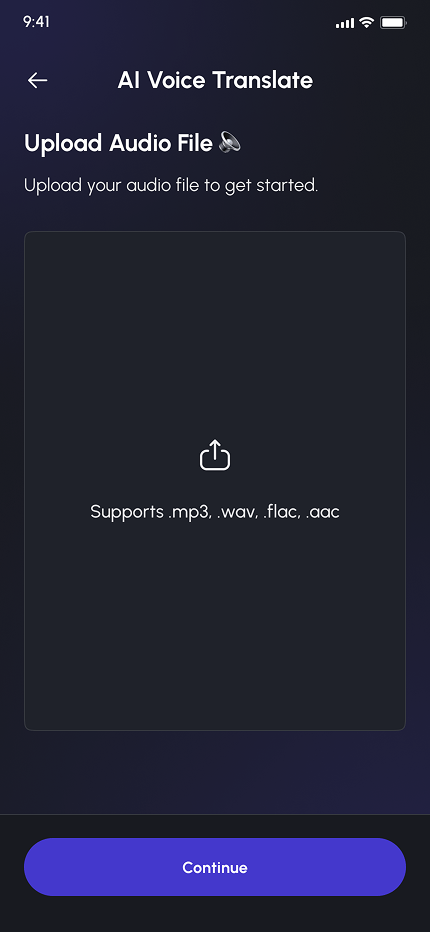 9:41
AI Voice Translate
Upload Audio File 🔈
Upload your audio file to get started.
Supports .mp3, .wav, .flac, .aac
Continue